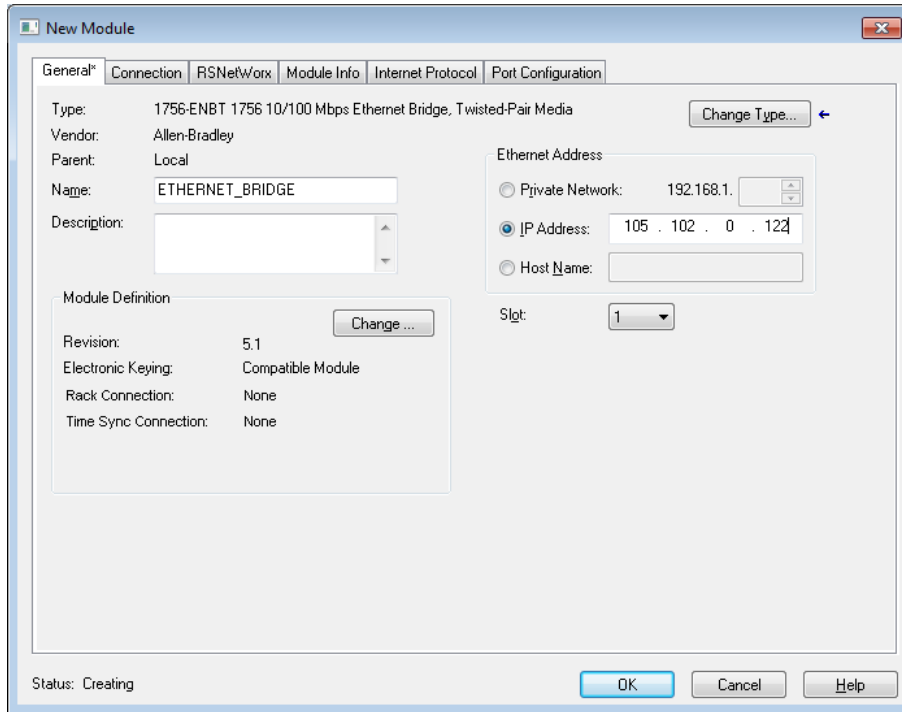 New Module
General* Connection RSNetWorx Module Info Internet Protocol Port Configuration
Type: 1756-ENBT 1756 10/100 Mbps Ethernet Bridge, Twisted-Pair Media
Change Type...
Vendor: Allen-Bradley
Parent: Local
Name: ETHERNET_BRIDGE
Description:
Ethernet Address
Private Network: 192.168.1.
IP Address: 105 . 102 . 0 . 122
Host Name:
Slot: 1
Module Definition
Change ...
Revision: 5.1
Electronic Keying: Compatible Module
Rack Connection: None
Time Sync Connection: None
Status: Creating
OK Cancel Help